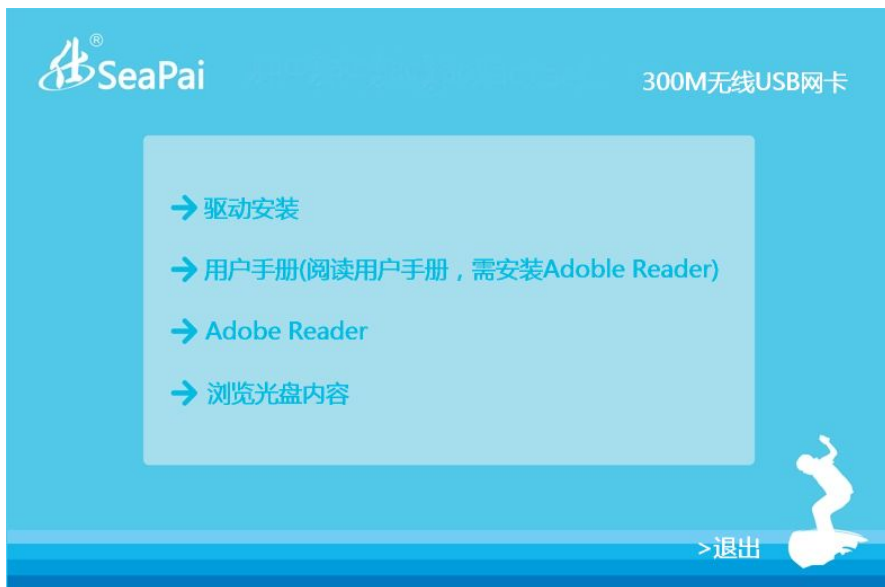 仕®SeaPai
300M无线USB网卡
驱动安装
用户手册(阅读用户手册，需安装Adoble Reader)
Adobe Reader
浏览光盘内容
>退出